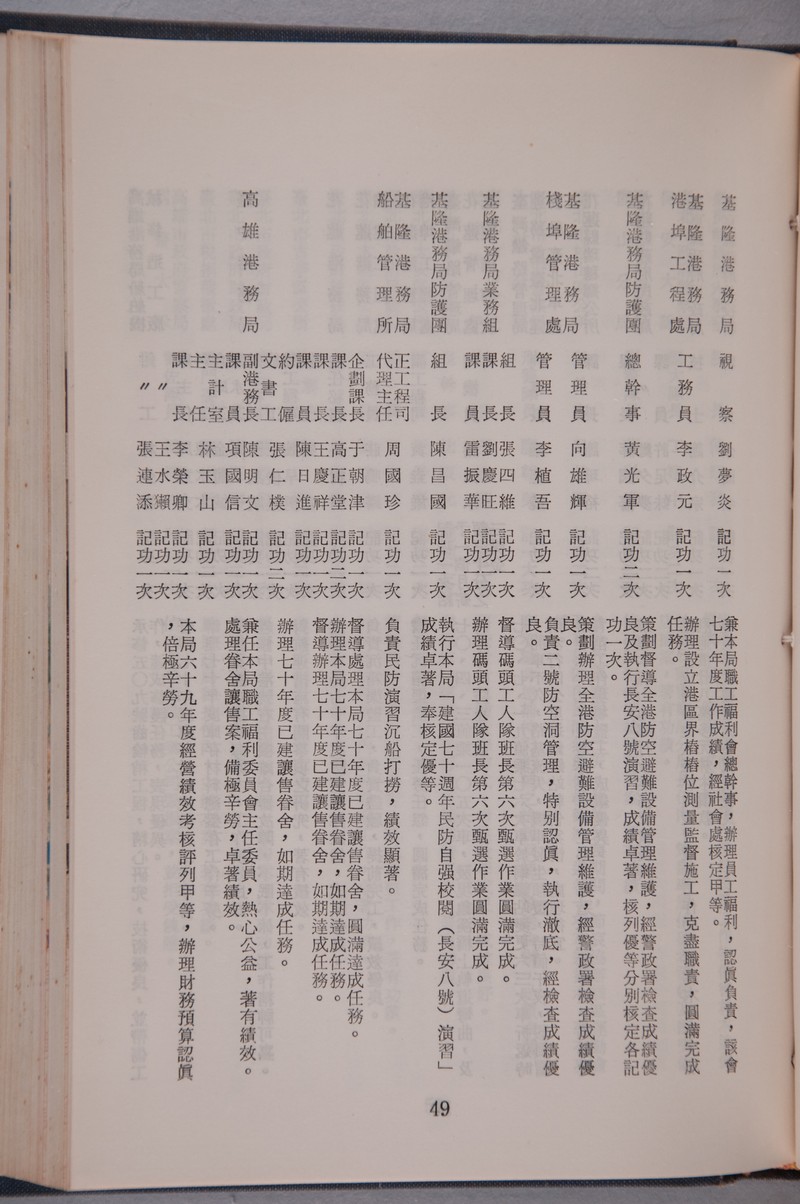 基隆港務局 視察 劉夢炎 記功一次 兼本局職工福利會總幹事，辦理員工福利，認眞負責，該會
七十年度工作成績，經社會處核定甲等。
基隆港務局
港埠工程處 工務員 李政元 記功一次 辦理設立港區界樁樁位測量監督施工，克盡職責，圓滿完成
任務。
基隆港務局防護團 總幹事 黃光軍 記功二次 策劃督導全港防空避難設備管理維護，經警政署檢查成績優
良及執行長安八號演習，成績卓著，核列優等分別核定各記
功一次。
基隆港務局
棧埠管理處 管理員 向雄輝 記功一次 策劃辦理全港防空避難設備管理維護，經警政署檢查成績優
良。
管理員 李植吾 記功一次 負責二號防空洞管理，特別認眞，執行澈底，經檢查成績優
良。
基隆港務局業務組 組長 張四維 記功一次 督導碼頭工人隊班長第六次甄選作業圓滿完成。
課長 劉慶旺 記功一次
課員 雷振華 記功一次 辦理碼頭工人隊班長第六次甄選作業圓滿完成。
基隆港務局防護團 組長 陳昌國 記功一次 執行本局「建國七十週年民防自强校閱（長安八號）演習」
成績卓著，奉核定優等。
基隆港務局
船舶管理所 正工程司
代理主任 周國珍 記功一次 負責民防演習沉船打撈，績效顯著。
企劃課長 于朝津 記功一次 督導處理本局七十年度已建讓售眷舍，圓滿達成任務。
課長 高正堂 記功二次 辦理本局七十年度已建讓售眷舍，如期達成任務。
課長 王慶祥 記功一次 督導辦理七十年度已建讓售眷舍，如期達成任務。
課員 陳日進 記功一次
約僱
文書工 張仁樸 記功二次 辦理七十年度已建讓售眷舍，如期達成任務。
高雄港務局 副港務長 陳明文 記功一次 兼任本局職工福利委員會主任委員，熱心公益，著有績效。
課員 項國信 記功一次 處理眷舍讓售案，備極辛勞，卓著績效。
主計室
主任 林玉山 記功一次 本局六十九年度經營績效考核評列甲等，辦理財務預算認眞
，倍極辛勞。
課長 李榮卿 記功一次
〃 王水獺 記功一次
〃 張連添 記功一次
49